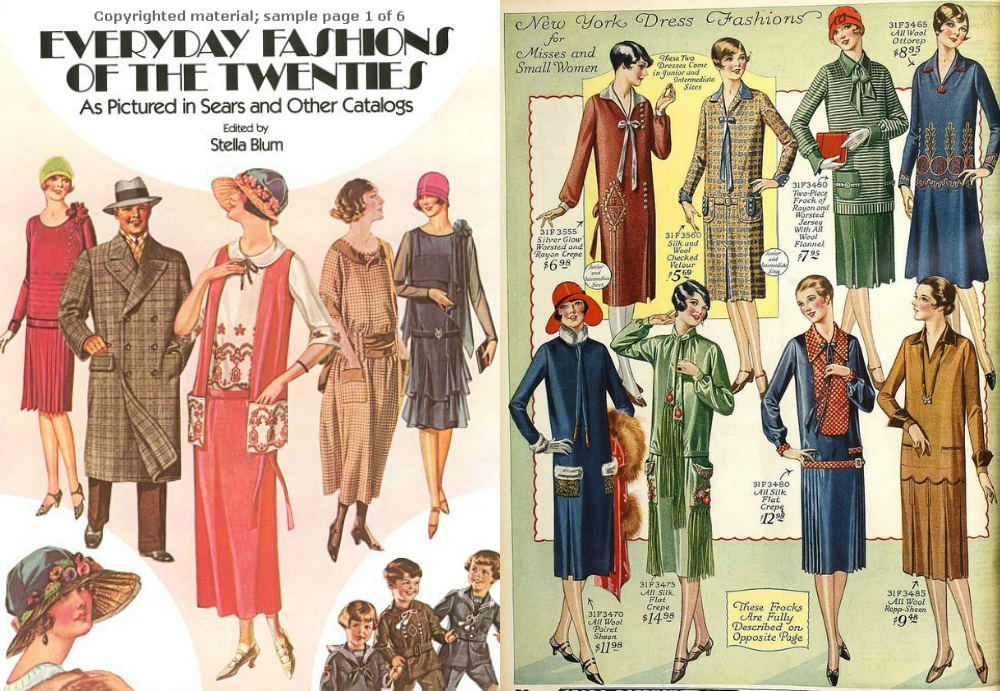 Copyrighted material; sample page 1 of 6
EVERYDAY FASHIONS
OF THE TWENTIES
As Pictured in Sears and Other Catalogs
Edited by
Stella Blum
New York Dress Fashions
for
Misses and
Small Women
These Two
Dresses Come
in Junior and
Intermediate
Sizes
31F3465
All Wool
Ottorep
$8.95
31F3555
Silver Glow
Worsted and
Rayon Crepe
$6.98
Junior
and
Intermediate
Sizes
31F3560
Silk and
Wool
Checked
Velour
$5.69
Junior
and
Intermediate
Sizes
31F3460
Two-Piece
Frock of
Rayon and
Worsted
Jersey
With All
Wool
Flannel
$7.95
31F3480
All Silk
Flat
Crepe
$12.98
31F3470
All Wool
Poiret
Sheen
$11.98
31F3475
All Silk
Flat
Crepe
$14.98
These Frocks
Are Fully
Described on
Opposite Page
31F3485
All Wool
Repp-Sheen
$9.48